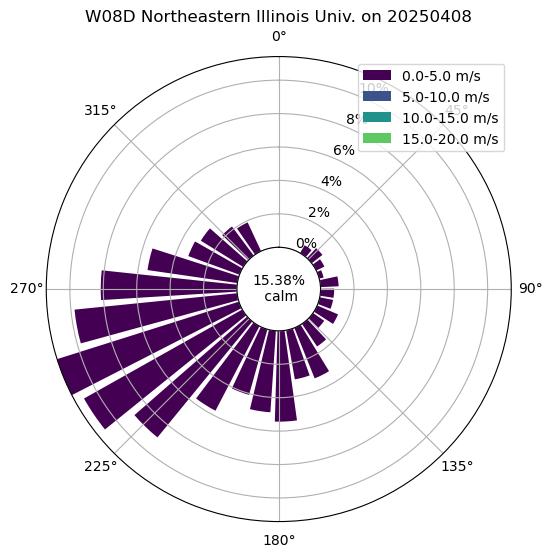 W08D Northeastern Illinois Univ. on 20250408
0°
0.0-5.0 m/s
5.0-10.0 m/s
10.0-15.0 m/s
15.0-20.0 m/s
10%
45°
315°
8%
6%
4%
2%
0%
15.38%
calm
270°
90°
225°
135°
180°